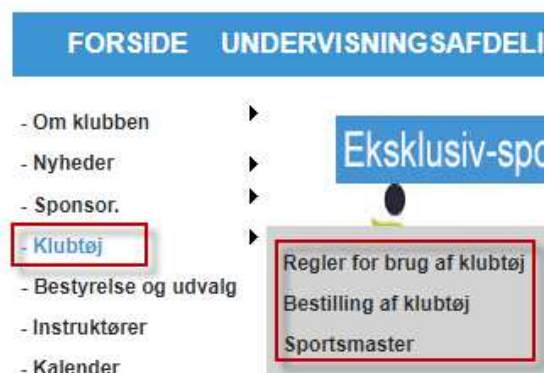 FORSIDE UNDERVISNINGSAFDELI
- Om klubben
- Nyheder
- Sponsor.
- Klubtøj
- Bestyrelse og udvalg
- Instruktører
- Kalender
Eksklusiv-spo
Regler for brug af klubtøj
Bestilling af klubtøj
Sportsmaster